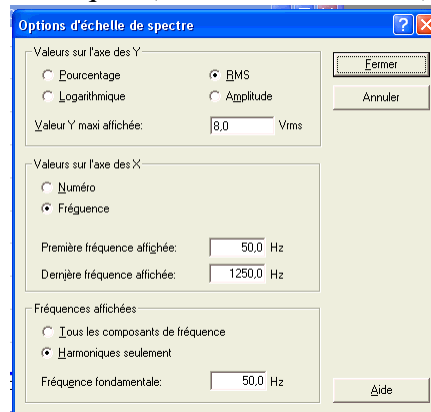 Options d'échelle de spectre
Valeurs sur l'axe des Y
Pourcentage RMS
Logarithmique Amplitude
Valeur Y maxi affichée: 8,0 Vrms
Fermer
Annuler
Valeurs sur l'axe des X
Numéro
Fréquence
Première fréquence affichée: 50,0 Hz
Dernière fréquence affichée: 1250,0 Hz
Fréquences affichées
Tous les composants de fréquence
Harmoniques seulement
Fréquence fondamentale: 50,0 Hz
Aide